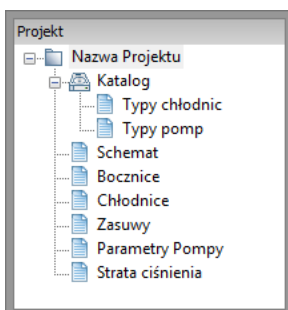 Projekt
Nazwa Projektu
Katalog
Typy chłodnic
Typy pomp
Schemat
Bocznice
Chłodnice
Zasuwy
Parametry Pompy
Strata ciśnienia